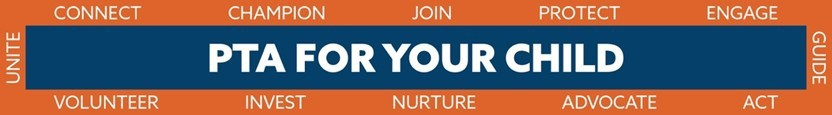 CONNECT CHAMPION JOIN PROTECT ENGAGE
UNITE
PTA FOR YOUR CHILD
GUIDE
VOLUNTEER INVEST NURTURE ADVOCATE ACT